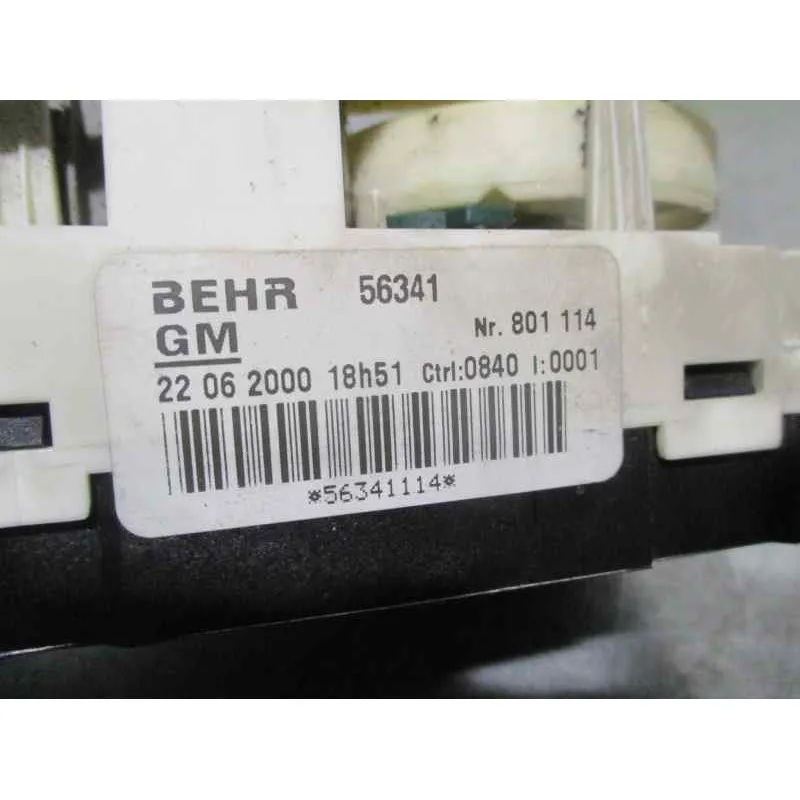 BEHR 56341
GM Nr. 801 114
22 06 2000 18h51 Ctrl:0840 I:0001
*56341114*